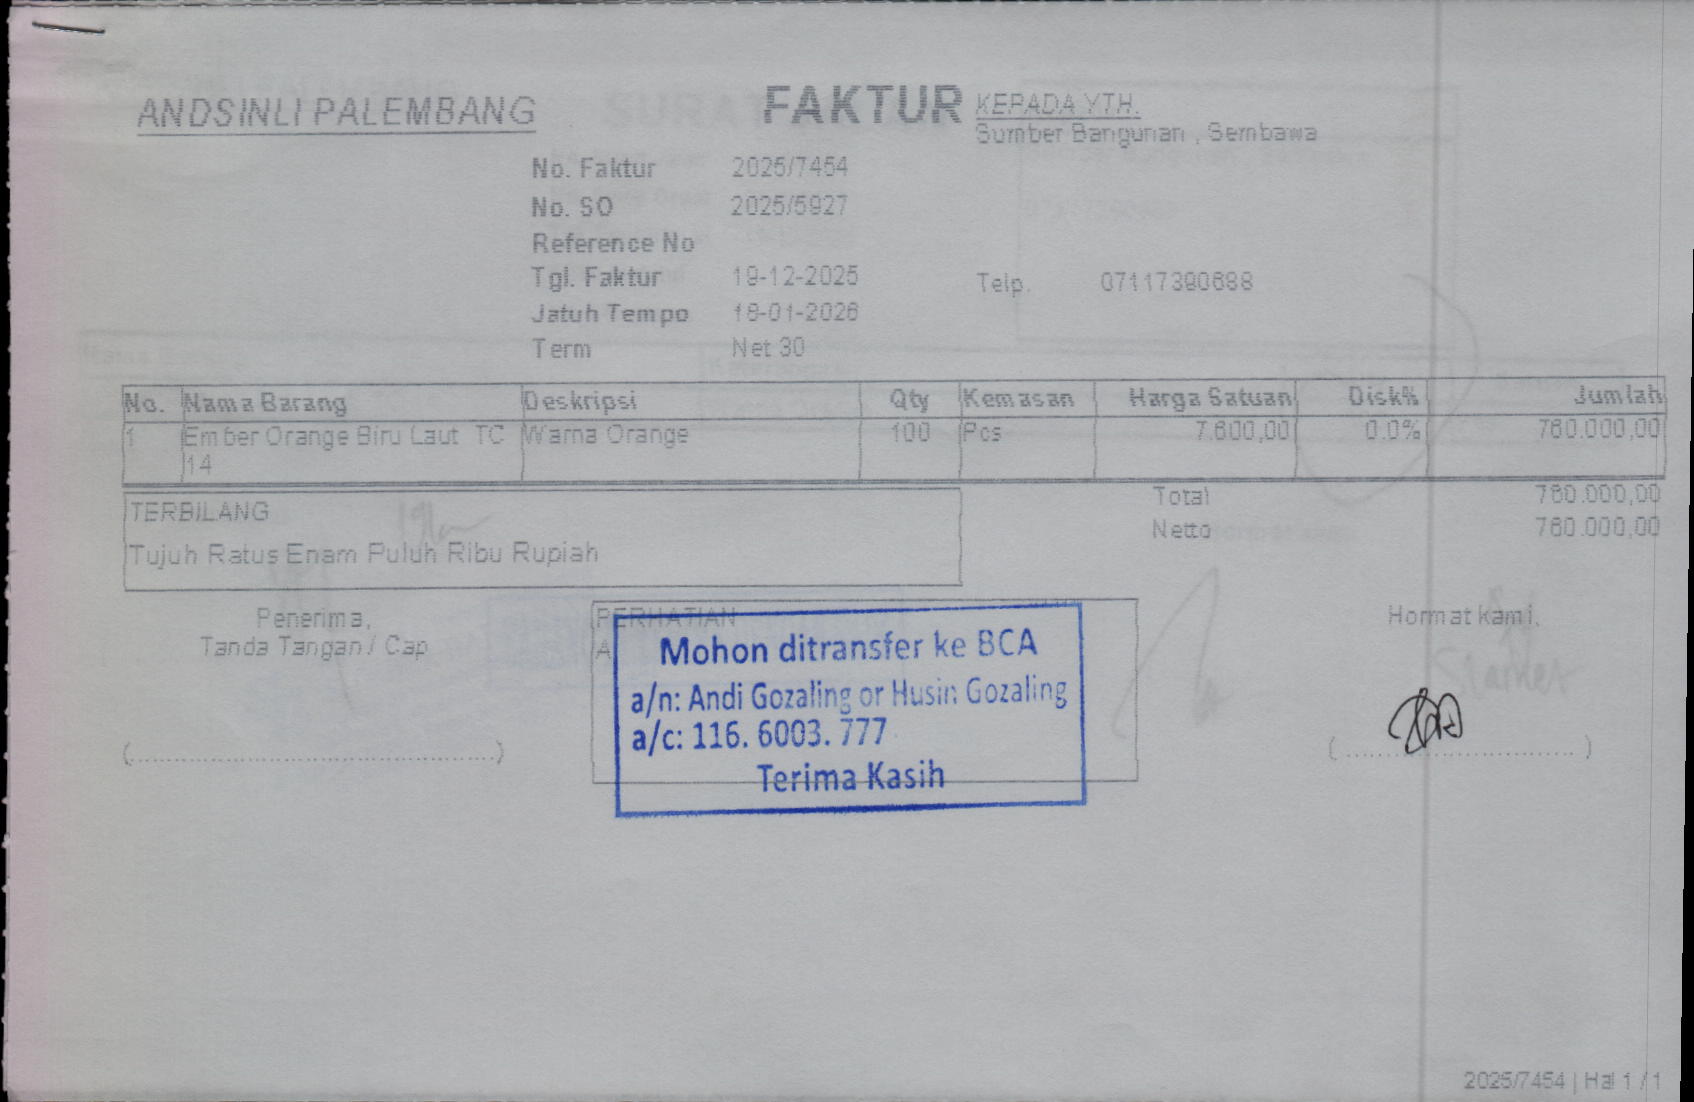 ANDSINLI PALEMBANG
FAKTUR
KEPADA YTH.
Sumber Bangunan , Sembawa
No. Faktur 2025/7454
No. SO 2025/5927
Reference No
Tgl. Faktur 19-12-2025
Telp. 07117390688
Jatuh Tempo 18-01-2026
Term Net 30
No. Nama Barang Deskripsi Qty Kemasan Harga Satuan Disk% Jumlah
1 Ember Orange Biru Laut TC Warna Orange 100 Pcs 7.600,00 0.0% 760.000,00
14
Total 760.000,00
TERBILANG
Netto 760.000,00
Tujuh Ratus Enam Puluh Ribu Rupiah
Penerima,
Tanda Tangan / Cap
PERHATIAN
A
Mohon ditransfer ke BCA
a/n: Andi Gozaling or Husin Gozaling
a/c: 116. 6003. 777
Terima Kasih
Hormat kami,
2025/7454 | Hal 1 / 1